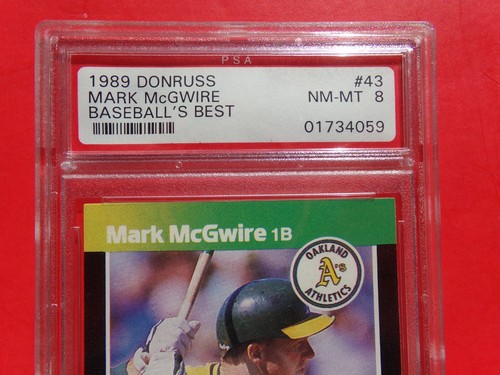 PSA
1989 DONRUSS #43
MARK McGWIRE NM-MT 8
BASEBALL'S BEST
01734059
Mark McGwire 1B
OAKLAND
A's
ATHLETICS